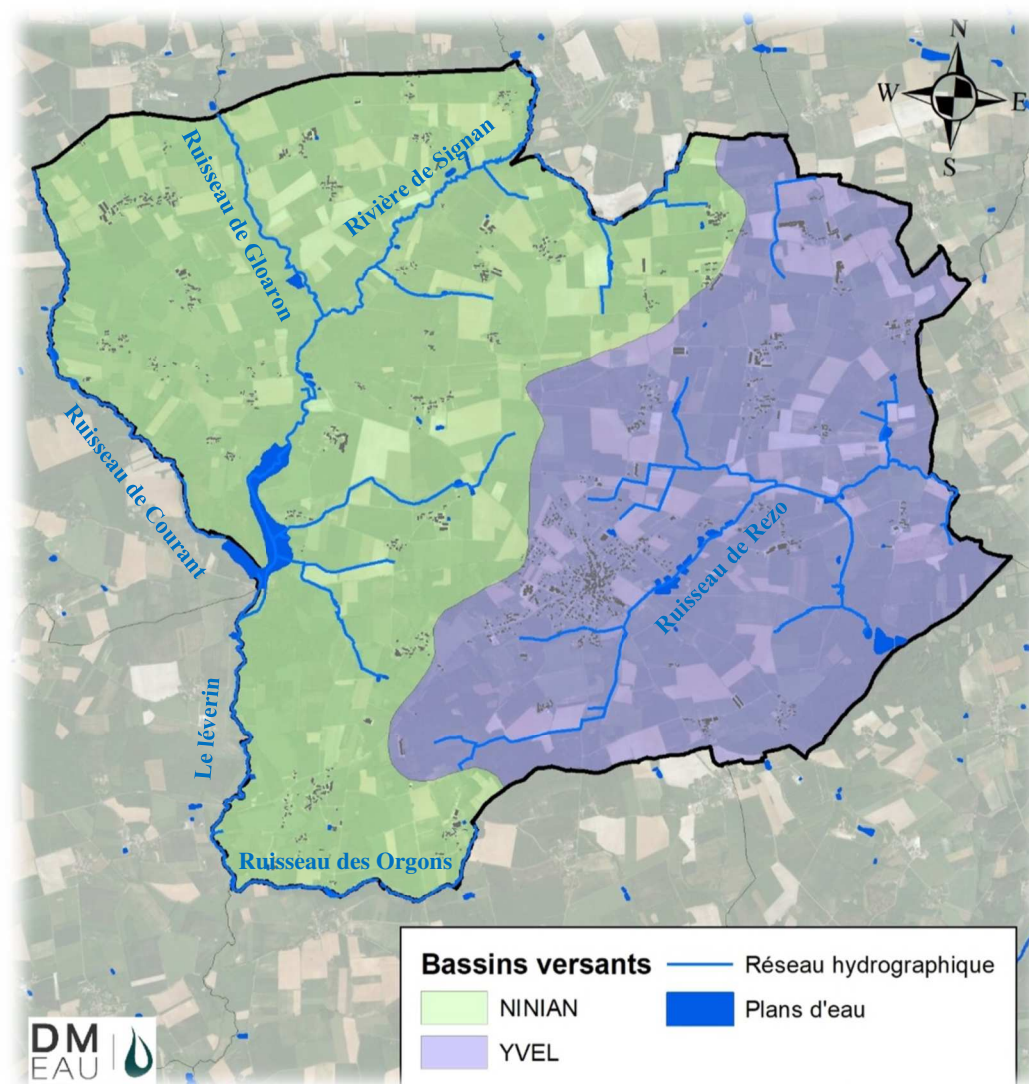 N
W
E
S
Ruisseau de Gloaron
Rivière de Signan
Ruisseau de Courant
Ruisseau de Rezo
Le léverin
Ruisseau des Orgons
Bassins versants
NINIAN
YVEL
Réseau hydrographique
Plans d'eau
DM
EAU